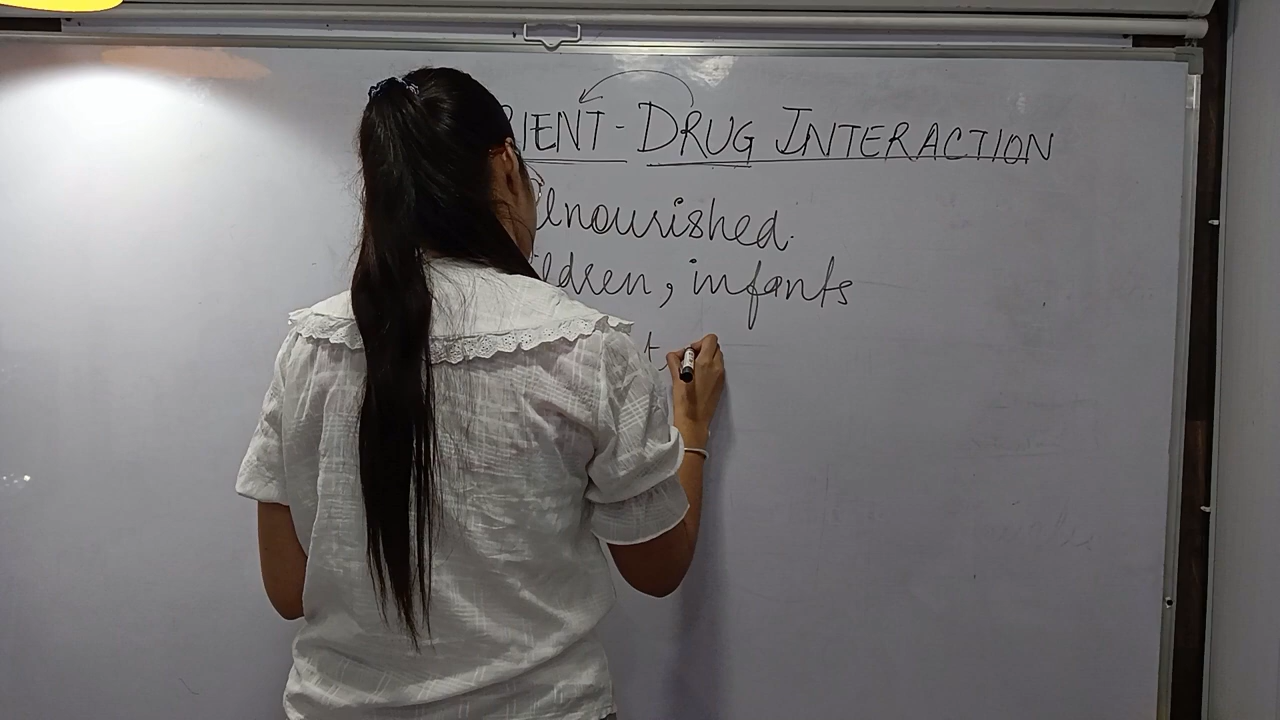 RIENT - DRUG INTERACTION
lnourished.
ldren, infants
t,